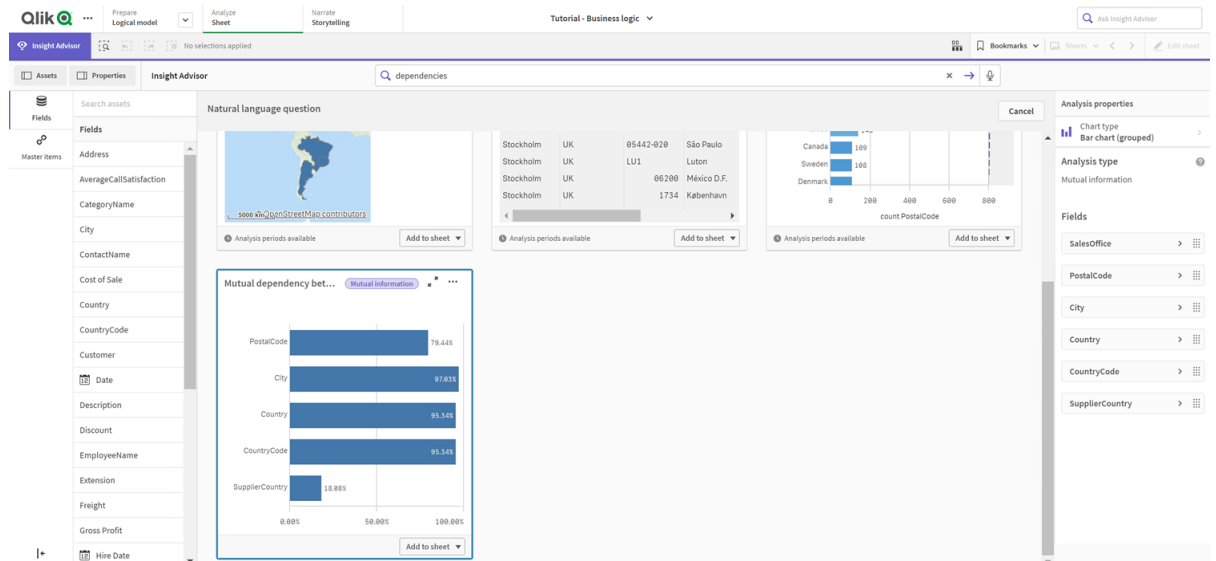 Qlik
Prepare
Logical model
Analyze
Sheet
Narrate
Storytelling
Tutorial - Business logic
Ask Insight Advisor
Insight Advisor
No selections applied
Bookmarks
Sheets
Edit sheet
Assets
Properties
Insight Advisor
dependencies
Fields
Master items
Search assets
Fields
Address
AverageCallSatisfaction
CategoryName
City
ContactName
Cost of Sale
Country
CountryCode
Customer
Date
Description
Discount
EmployeeName
Extension
Freight
Gross Profit
Hire Date
Natural language question
Cancel
© OpenStreetMap contributors
Analysis periods available
Add to sheet
Stockholm UK 05442-020 São Paulo
Stockholm UK LU1 Luton
Stockholm UK 06200 México D.F.
Stockholm UK 1734 København
Analysis periods available
Add to sheet
Canada 109
Sweden 108
Denmark
0 200 400 600 800
count PostalCode
Analysis periods available
Add to sheet
Mutual dependency bet... Mutual information
PostalCode 79.44%
City 97.03%
Country 95.34%
CountryCode 95.34%
SupplierCountry 18.08%
0.00% 50.00% 100.00%
Add to sheet
Analysis properties
Chart type
Bar chart (grouped)
Analysis type
Mutual information
Fields
SalesOffice
PostalCode
City
Country
CountryCode
SupplierCountry